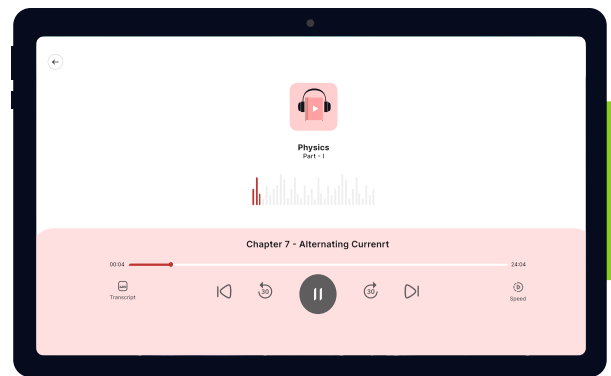 Physics
Part - I
Chapter 7 - Alternating Currenrt
00:04
24:04
30
30
Transcript
Speed